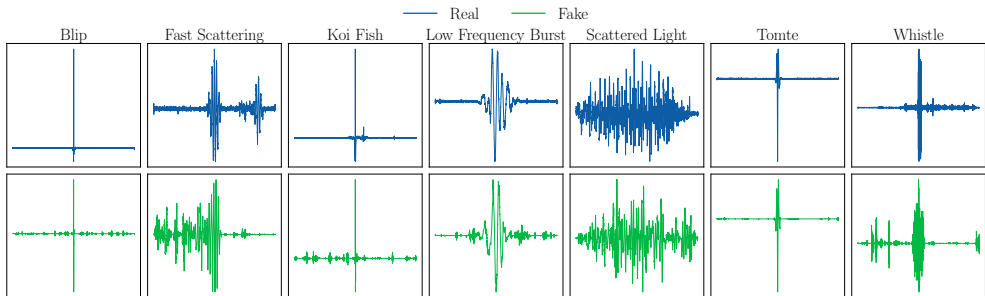 Real Fake
Blip Fast Scattering Koi Fish Low Frequency Burst Scattered Light Tomte Whistle